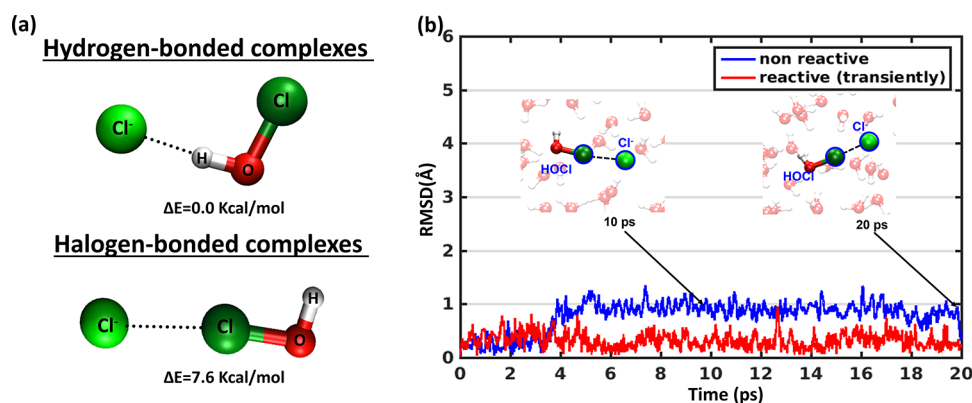 (a)
Hydrogen-bonded complexes
Cl
Cl-
H
O
ΔE=0.0 Kcal/mol
Halogen-bonded complexes
H
Cl-
Cl
O
ΔE=7.6 Kcal/mol
(b)
6
5
4
3
2
1
0
RMSD(Å)
non reactive
reactive (transiently)
Cl-
HOCl
10 ps
Cl-
HOCl
20 ps
0 2 4 6 8 10 12 14 16 18 20
Time (ps)